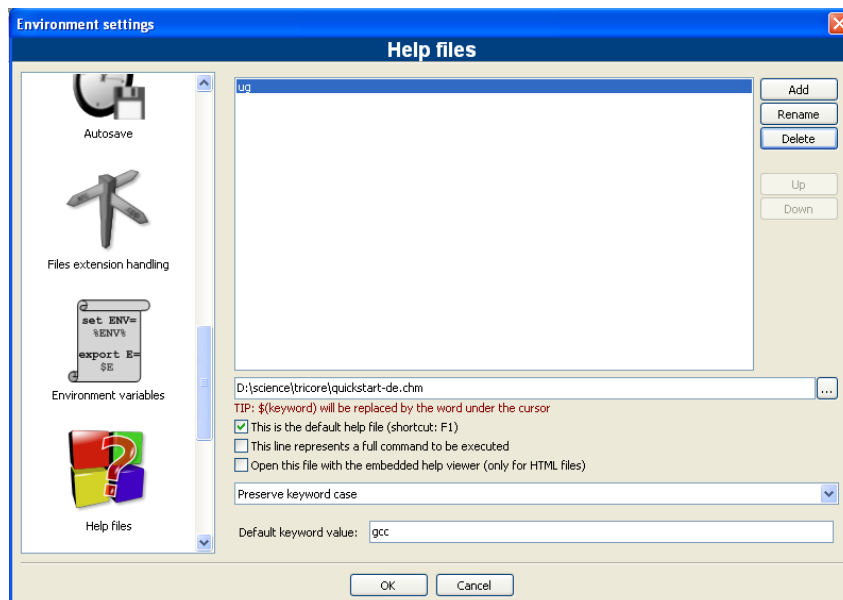 Environment settings
Help files
Autosave
Files extension handling
set ENV=
%ENV%
export E=
$E
Environment variables
Help files
ug
Add
Rename
Delete
Up
Down
D:\science\tricore\quickstart-de.chm
...
TIP: $(keyword) will be replaced by the word under the cursor
This is the default help file (shortcut: F1)
This line represents a full command to be executed
Open this file with the embedded help viewer (only for HTML files)
Preserve keyword case
Default keyword value: gcc
OK Cancel